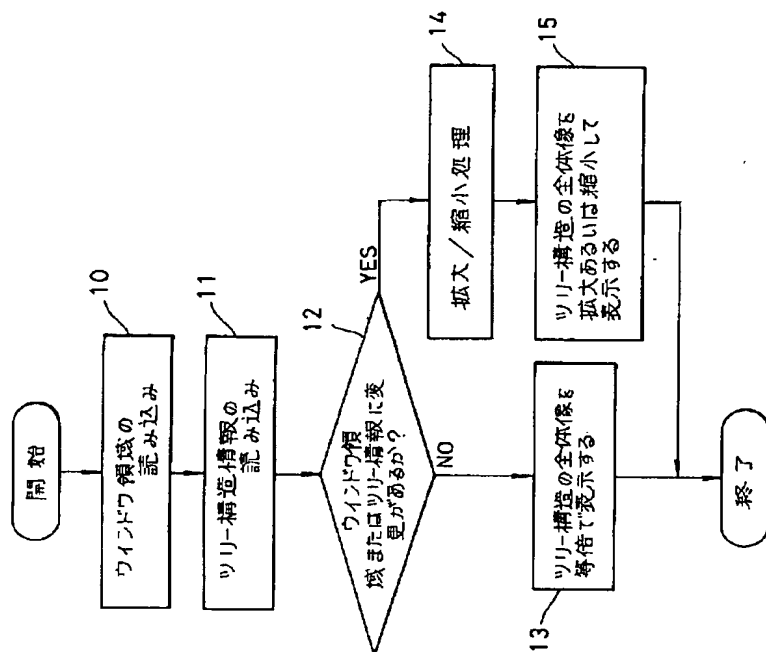 開始
10
ウィンドウ領域の
読み込み
11
ツリー構造情報の
読み込み
12
ウィンドウ領
域またはツリー情報に変
更があるか?
YES
NO
14
拡大/縮小処理
15
ツリー構造の全体像を
拡大あるいは縮小して
表示する
13
ツリー構造の全体像を
等倍で表示する
終了